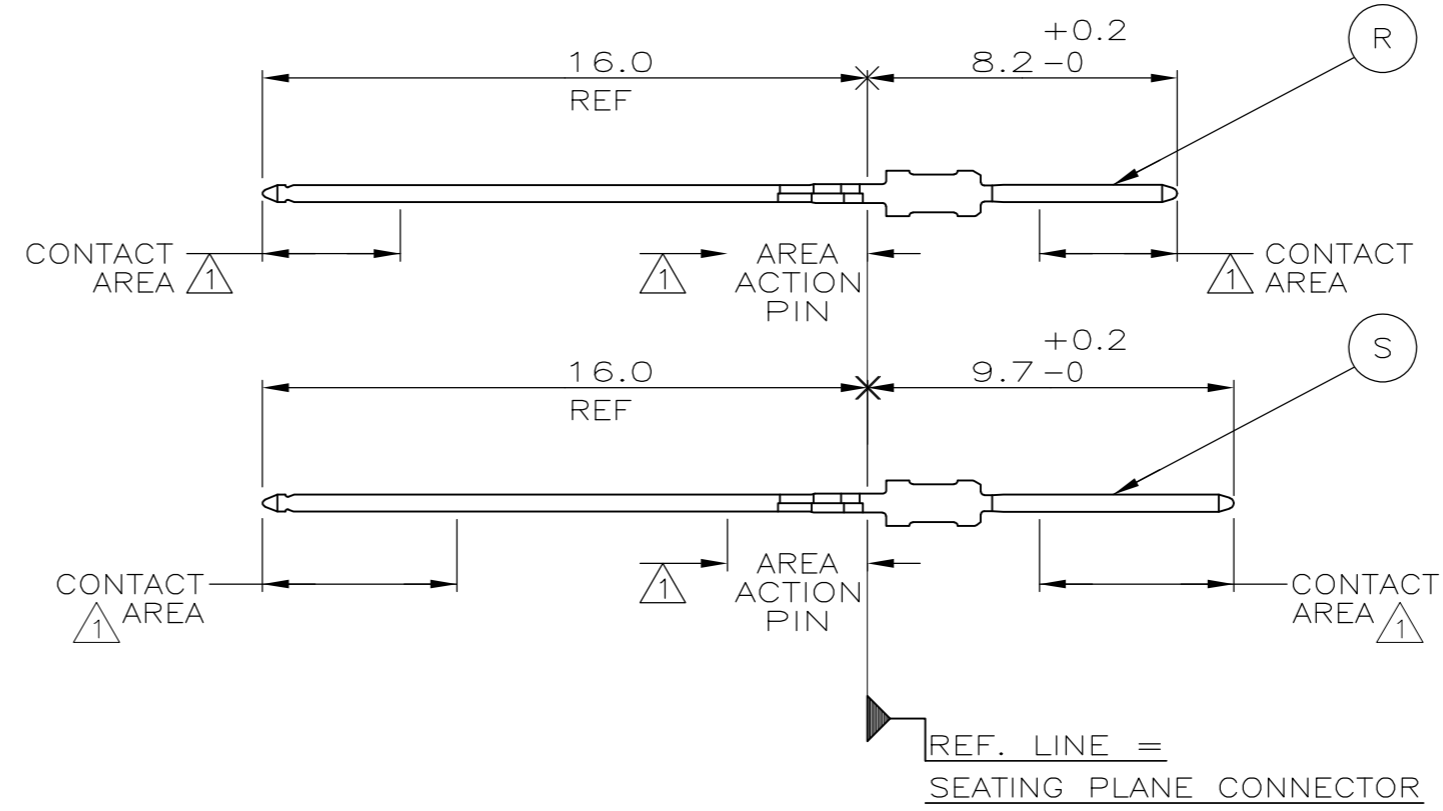 +0.2
16.0
8.2 -0
R
REF
CONTACT
AREA 1
1
AREA
ACTION
PIN
CONTACT
1 AREA
+0.2
16.0
9.7 -0
S
REF
CONTACT
1 AREA
1
AREA
ACTION
PIN
CONTACT
AREA 1
REF. LINE =
SEATING PLANE CONNECTOR